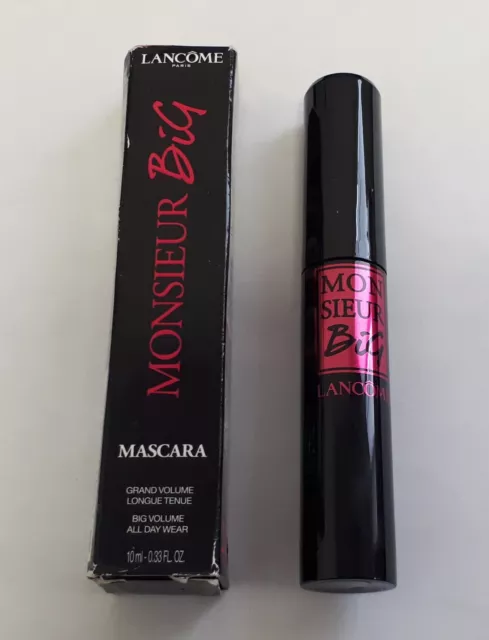 LANCÔME
PARIS
MONSIEUR BiG
MASCARA
GRAND VOLUME
LONGUE TENUE
BIG VOLUME
ALL DAY WEAR
10 ml - 0.33 FL. OZ.
MON
SIEUR
BiG
LANCÔME